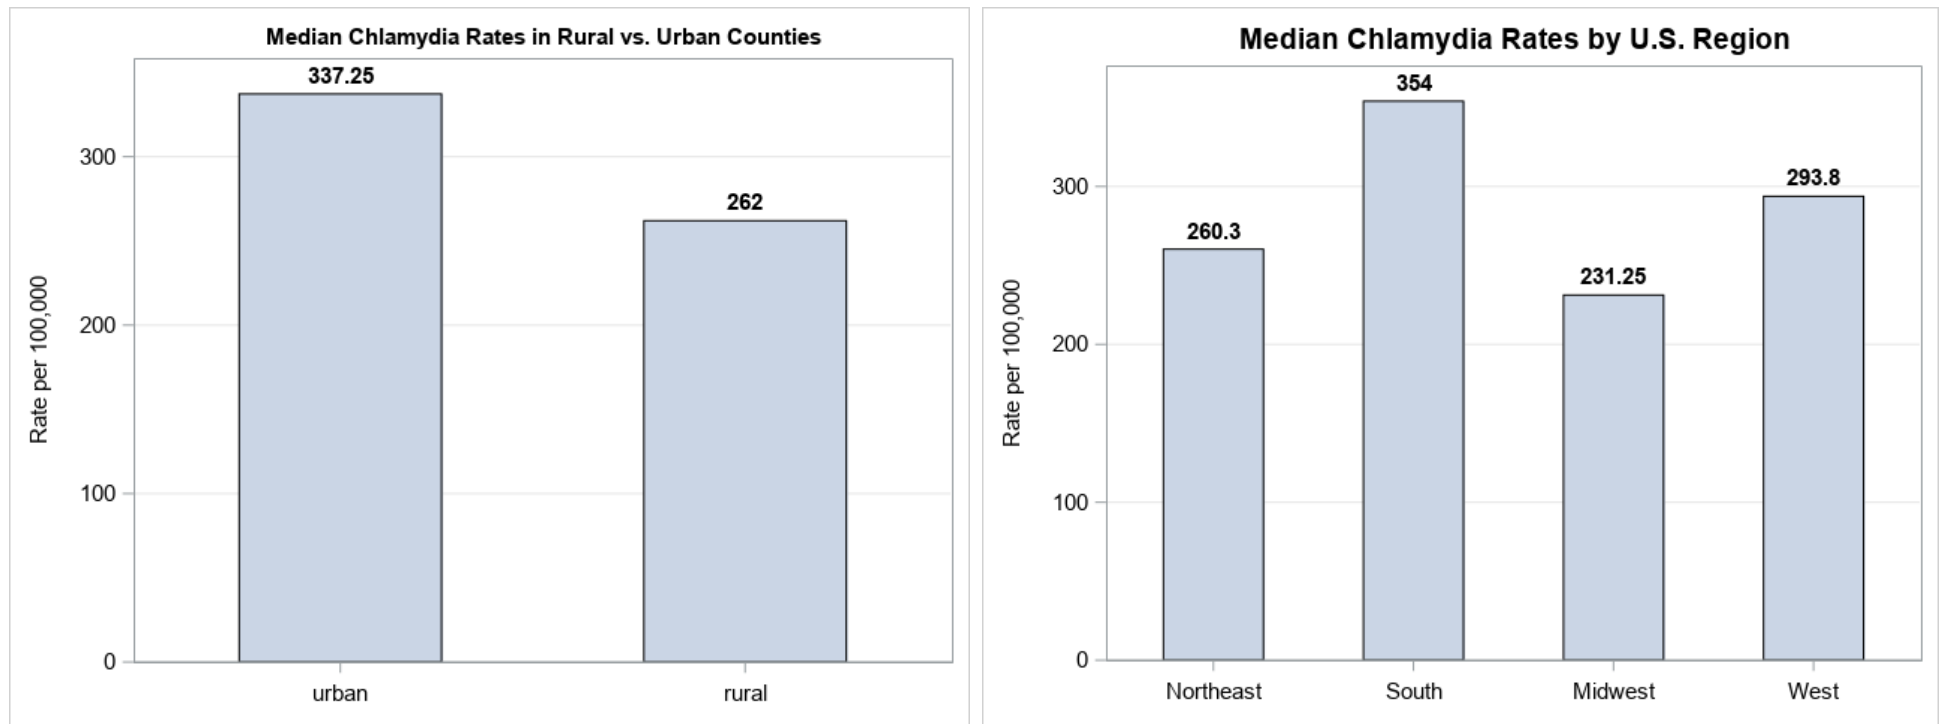 Median Chlamydia Rates in Rural vs. Urban Counties
337.25
262
300
200
100
0
Rate per 100,000
urban rural
Median Chlamydia Rates by U.S. Region
354
293.8
260.3
231.25
300
200
100
0
Rate per 100,000
Northeast South Midwest West